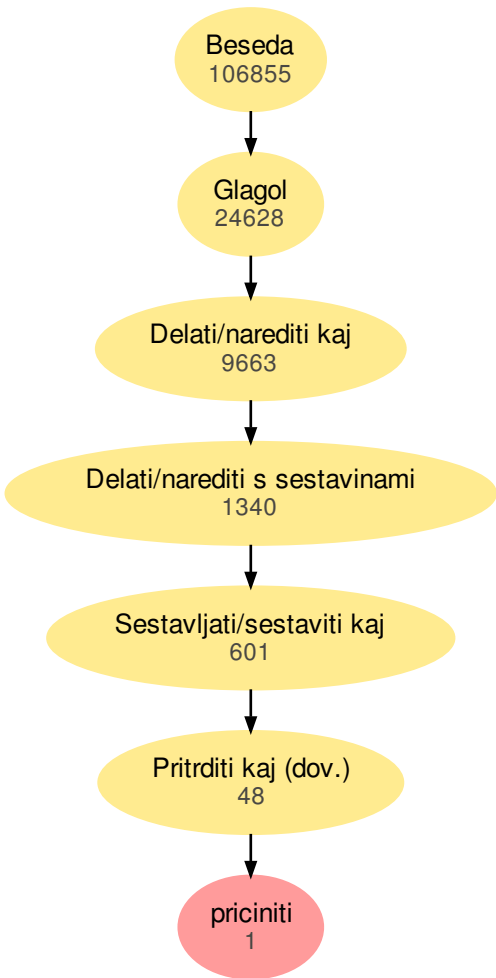 Beseda
106855
Glagol
24628
Delati/narediti kaj
9663
Delati/narediti s sestavinami
1340
Sestavljati/sestaviti kaj
601
Pritrditi kaj (dov.)
48
priciniti
1